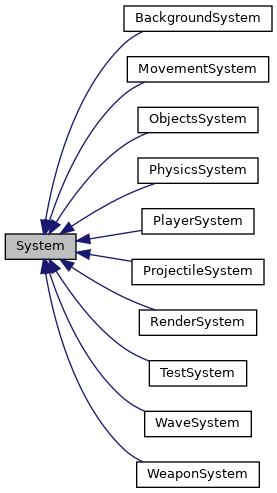 BackgroundSystem
MovementSystem
ObjectsSystem
PhysicsSystem
PlayerSystem
System
ProjectileSystem
RenderSystem
TestSystem
WaveSystem
WeaponSystem